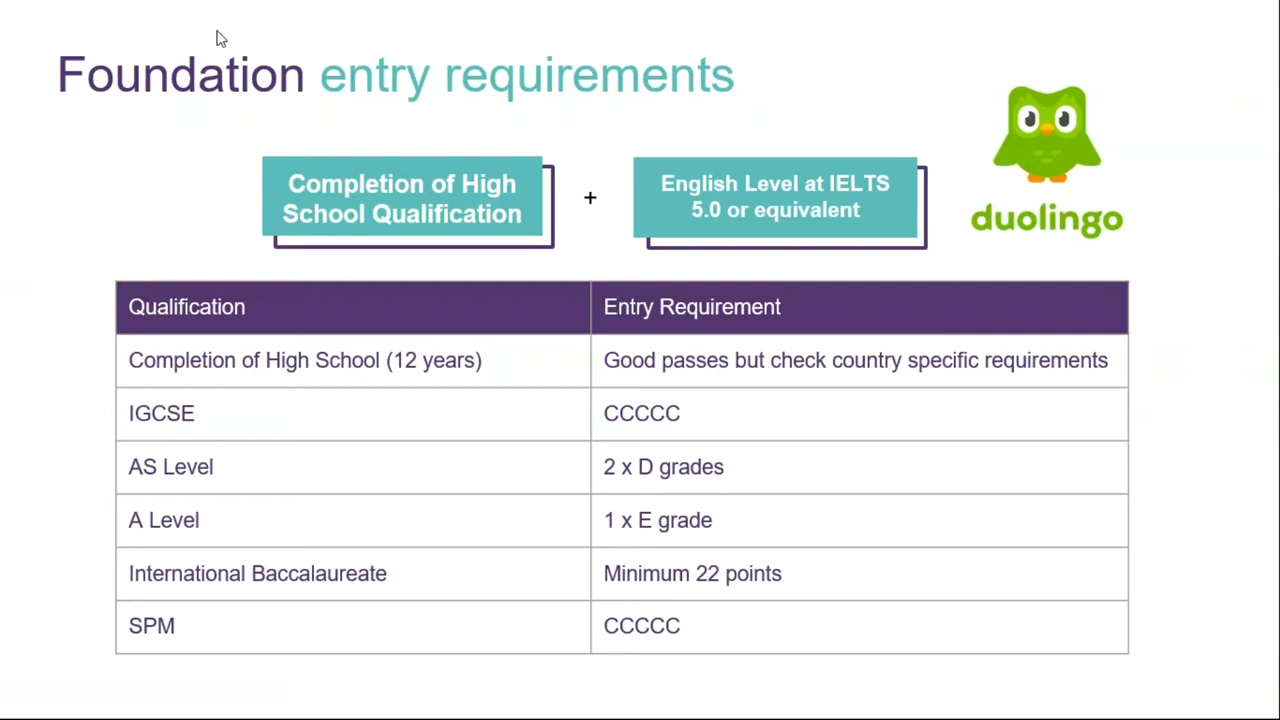 Foundation entry requirements
Completion of High
School Qualification
+
English Level at IELTS
5.0 or equivalent
duolingo
Qualification Entry Requirement
Completion of High School (12 years) Good passes but check country specific requirements
IGCSE CCCCC
AS Level 2 x D grades
A Level 1 x E grade
International Baccalaureate Minimum 22 points
SPM CCCCC